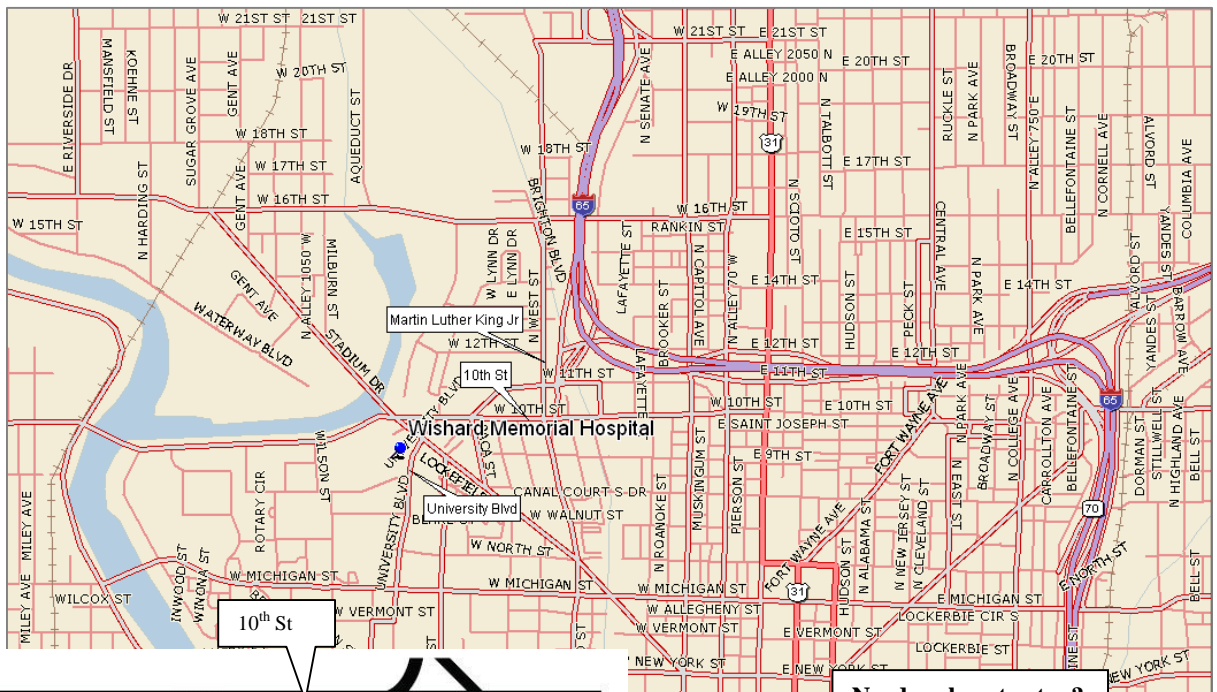 W 21ST ST
21ST ST
W 21ST ST
E 21ST ST
E ALLEY 2050 N
E 20TH ST
E 20TH ST
E ALLEY 2000 N
W 20TH ST
MANSFIELD ST
KOEHNE ST
E RIVERSIDE DR
SUGAR GROVE AVE
GENT AVE
AQUEDUCT ST
N SENATE AVE
W 19TH ST
N TALBOTT ST
RUCKLE ST
N PARK AVE
BROADWAY ST
N ALLEY 750 E
BELLEFONTAINE ST
N CORNELL AVE
ALVORD ST
COLUMBIA AVE
31
W 18TH ST
W 18TH ST
W 17TH ST
E 17TH ST
N HARDING ST
GENT AVE
BRIGHTON BLVD
N SCIOTO ST
65
W 16TH ST
W 16TH ST
W 15TH ST
RANKIN ST
E 15TH ST
CENTRAL AVE
YANDES ST
ALVORD ST
W LYNN DR
E LYNN DR
LAFAYETTE ST
N CAPITOL AVE
N ALLEY 70 W
N ALLEY 1050 W
MILBURN ST
GENT AVE
E 14TH ST
E 14TH ST
N PARK AVE
HUDSON ST
PECK ST
BROOKER ST
N WEST ST
WATERWAY BLVD
STADIUM DR
YANDES ST
BARROW AVE
Martin Luther King Jr
W 12TH ST
E 12TH ST
E 12TH ST
W 11TH ST
E 11TH ST
10th St
LAFAYETTE
65
W 10TH ST
W 10TH ST
E 10TH ST
UNIVERSITY BLVD
Wishard Memorial Hospital
E SAINT JOSEPH ST
FORT WAYNE AVE
N PARK AVE
BROADWAY ST
N COLLEGE AVE
CARROLLTON AVE
BELLEFONTAINE ST
DORMAN ST
STILLWELL ST
N HIGHLAND AVE
BELL ST
WILSON ST
LOCKEFIELD
E 9TH ST
MUSKINGUM ST
PIERSON ST
CANAL COURT S DR
N ROANOKE ST
N EAST ST
ROTARY CIR
UNIVERSITY BLVD
University Blvd
W WALNUT ST
N ALABAMA ST
N NEW JERSEY ST
N CLEVELAND ST
70
MILEY AVE
MILEY AVE
W NORTH ST
FORT WAYNE AVE
HUDSON ST
E NORTH ST
INWOOD ST
WINONA ST
W MICHIGAN ST
W MICHIGAN ST
W MICHIGAN ST
31
E MICHIGAN ST
BELL ST
WILCOX ST
W VERMONT ST
W ALLEGHENY ST
LOCKERBIE CIR S
10th St
W VERMONT ST
E VERMONT ST
LOCKERBIE ST
NEW YORK ST
E NEW YORK